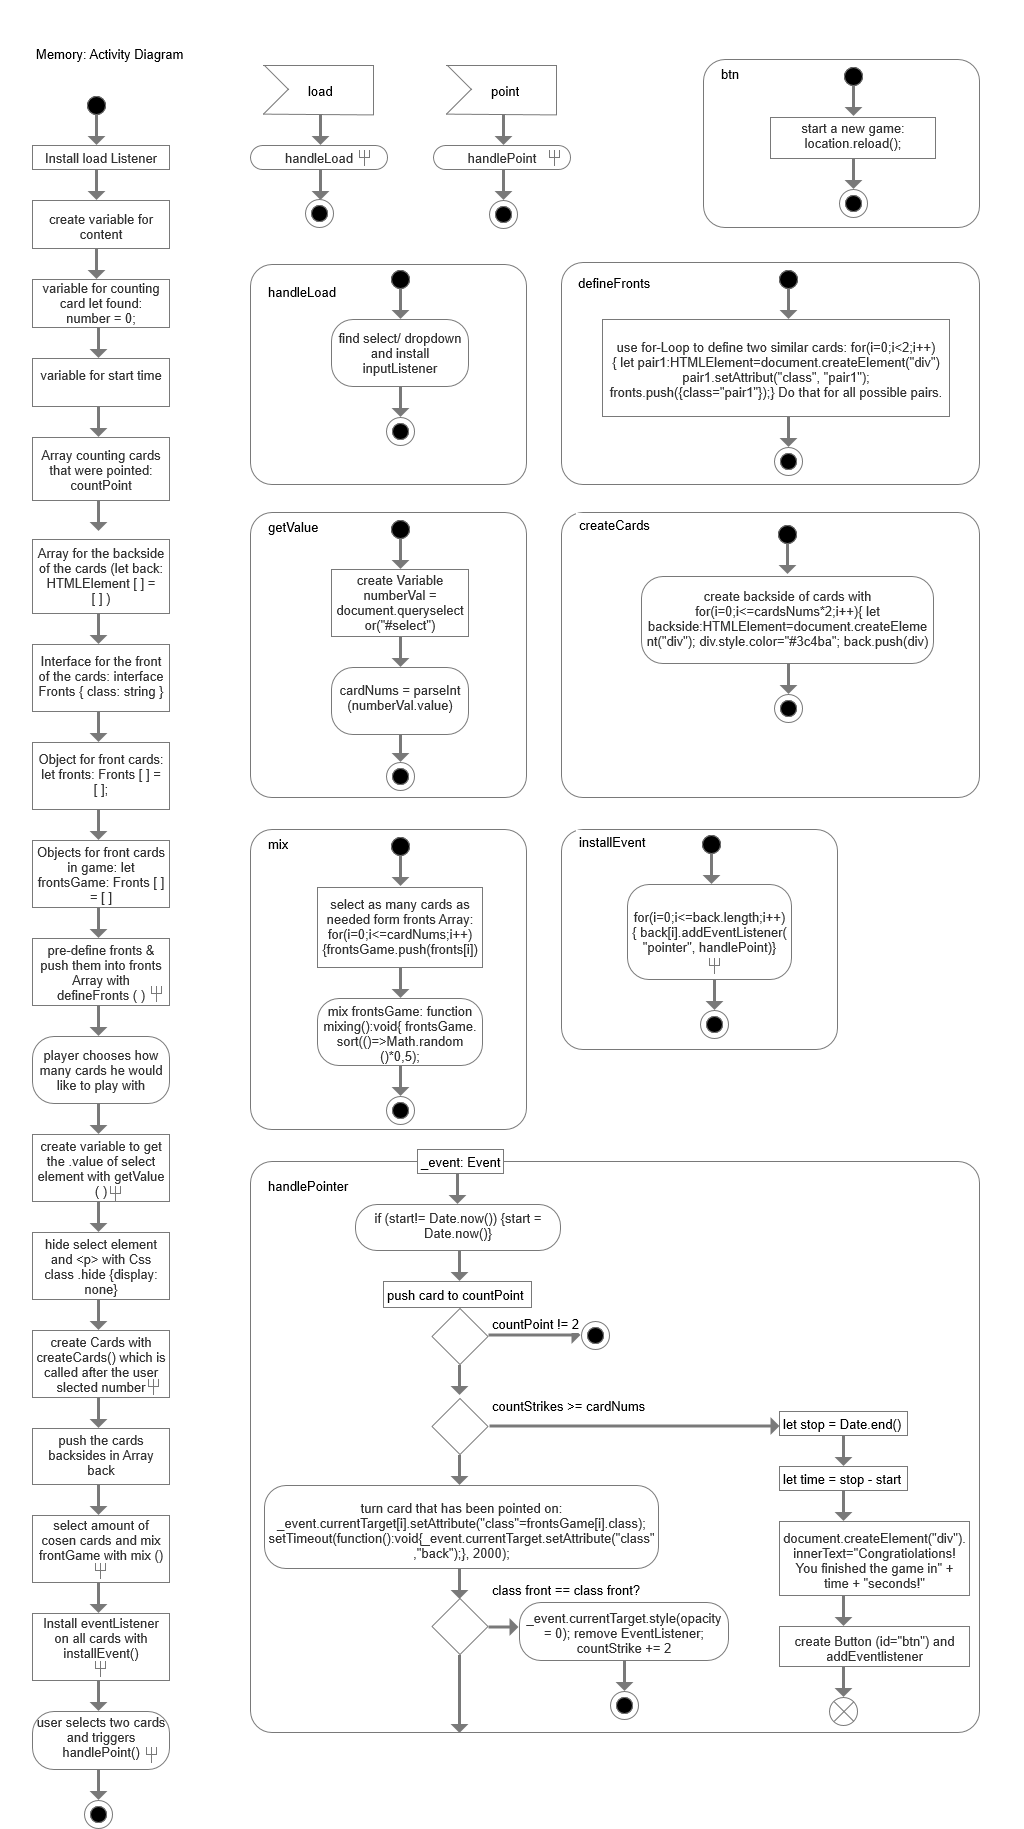 Memory: Activity Diagram
Install load Listener
create variable for
content
variable for counting
card let found:
number = 0;
variable for start time
Array counting cards
that were pointed:
countPoint
Array for the backside
of the cards (let back:
HTMLElement [ ] =
[ ] )
Interface for the front
of the cards: interface
Fronts { class: string }
Object for front cards:
let fronts: Fronts [ ] =
[ ];
Objects for front cards
in game: let
frontsGame: Fronts [ ]
= [ ]
pre-define fronts &
push them into fronts
Array with
defineFronts ( )
player chooses how
many cards he would
like to play with
create variable to get
the .value of select
element with getValue
( )
hide select element
and <p> with Css
class .hide {display:
none}
create Cards with
createCards() which is
called after the user
slected number
push the cards
backsides in Array
back
select amount of
cosen cards and mix
frontGame with mix ()
Install eventListener
on all cards with
installEvent()
user selects two cards
and triggers
handlePoint()
load
handleLoad
point
handlePoint
btn
start a new game:
location.reload();
handleLoad
find select/ dropdown
and install
inputListener
defineFronts
use for-Loop to define two similar cards: for(i=0;i<2;i++)
{ let pair1:HTMLElement=document.createElement("div")
pair1.setAttribut("class", "pair1");
fronts.push({class="pair1"});} Do that for all possible pairs.
getValue
create Variable
numberVal =
document.queryselect
or("#select")
cardNums = parseInt
(numberVal.value)
createCards
create backside of cards with
for(i=0;i<=cardsNums*2;i++){ let
backside:HTMLElement=document.createEleme
nt("div"); div.style.color="#3c4ba"; back.push(div)
mix
select as many cards as
needed form fronts Array:
for(i=0;i<=cardNums;i++)
{frontsGame.push(fronts[i])
mix frontsGame: function
mixing():void{ frontsGame.
sort(()=>Math.random
()*0,5);
installEvent
for(i=0;i<=back.length;i++)
{ back[i].addEventListener(
"pointer", handlePoint)}
handlePointer
_event: Event
if (start!= Date.now()) {start =
Date.now()}
push card to countPoint
countPoint != 2
countStrikes >= cardNums
turn card that has been pointed on:
_event.currentTarget[i].setAttribute("class"=frontsGame[i].class);
setTimeout(function():void{_event.currentTarget.setAttribute("class"
,"back");}, 2000);
class front == class front?
_event.currentTarget.style(opacity
= 0); remove EventListener;
countStrike += 2
let stop = Date.end()
let time = stop - start
document.createElement("div").
innerText="Congratiolations!
You finished the game in" +
time + "seconds!"
create Button (id="btn") and
addEventlistener